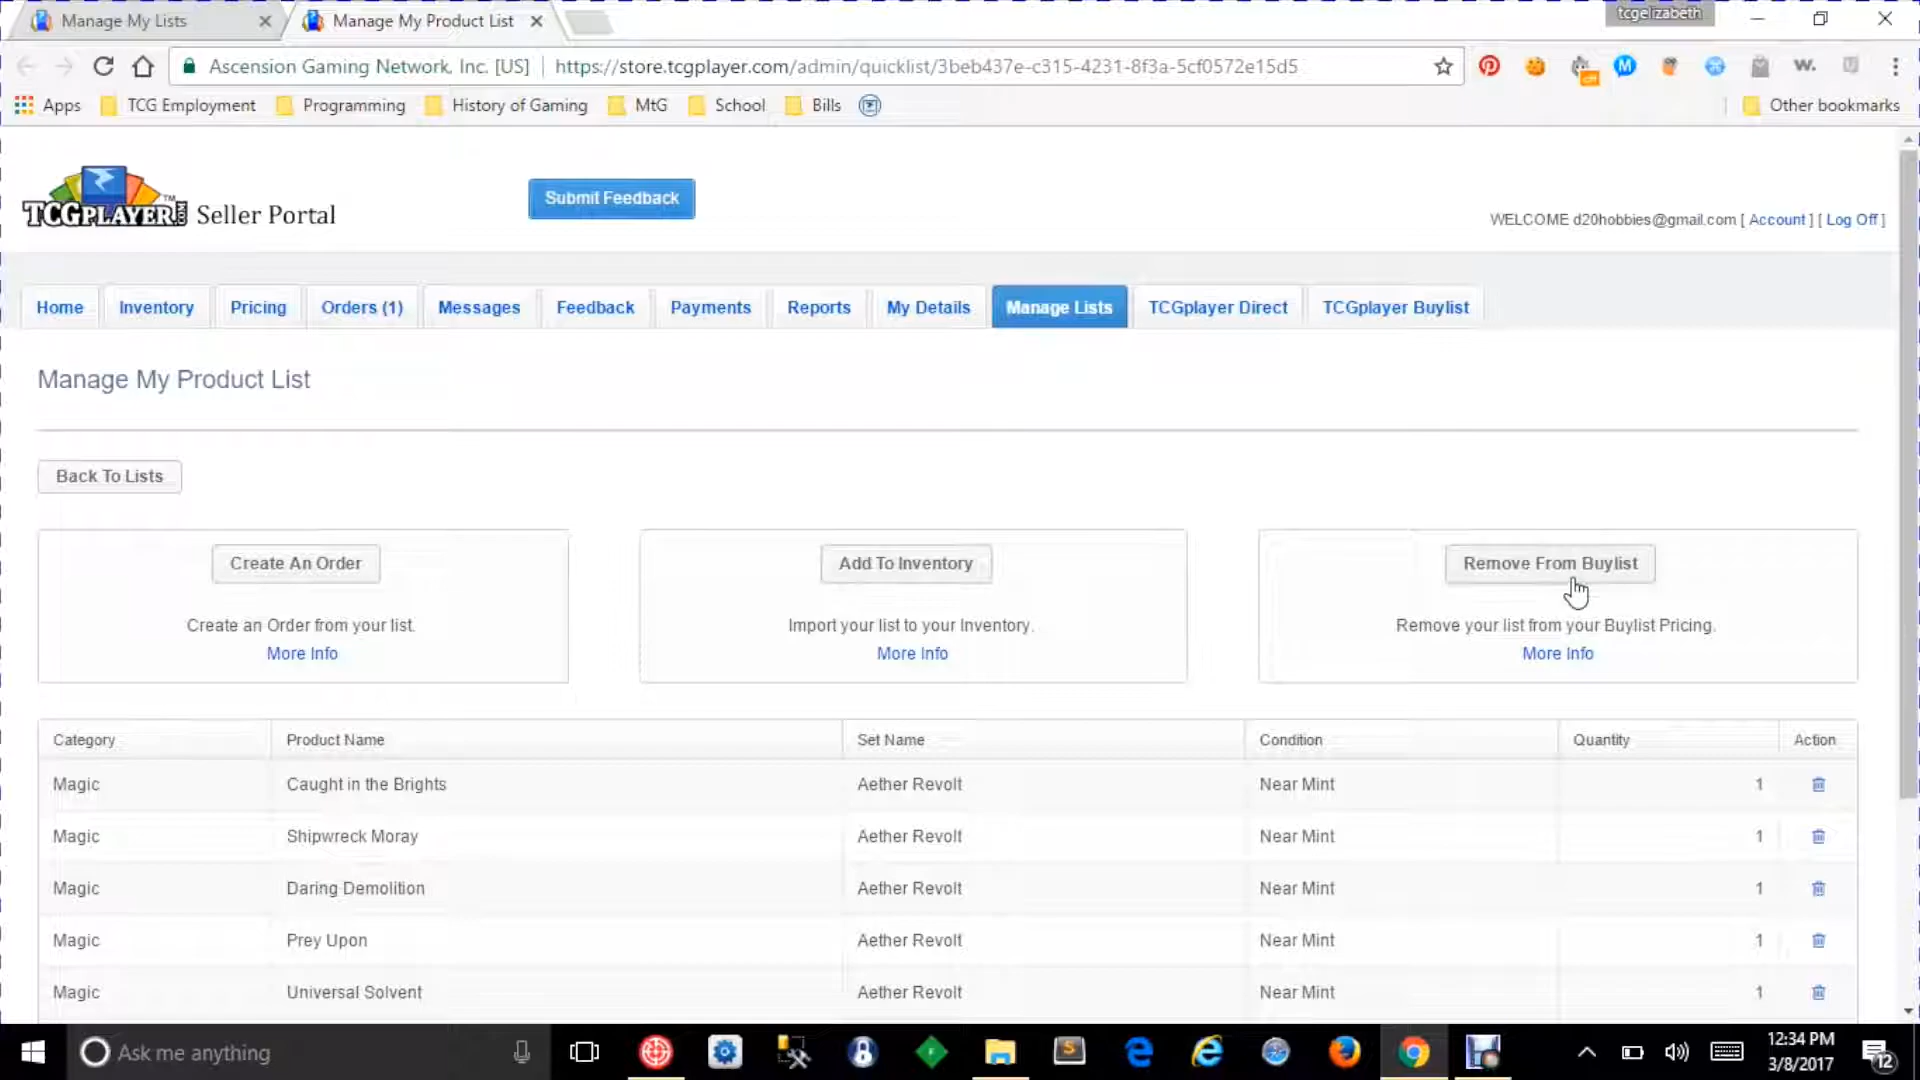 Manage My Lists
Manage My Product List
tcgelizabeth
Ascension Gaming Network, Inc. [US]
https://store.tcgplayer.com/admin/quicklist/3beb437e-c315-4231-8f3a-5cf0572e15d5
Apps
TCG Employment
Programming
History of Gaming
MtG
School
Bills
Other bookmarks
TCGPLAYER.com
TM
Seller Portal
Submit Feedback
WELCOME d20hobbies@gmail.com [ Account ] [ Log Off ]
Home
Inventory
Pricing
Orders (1)
Messages
Feedback
Payments
Reports
My Details
Manage Lists
TCGplayer Direct
TCGplayer Buylist
Manage My Product List
Back To Lists
Create An Order
Add To Inventory
Remove From Buylist
Create an Order from your list.
Import your list to your Inventory.
Remove your list from your Buylist Pricing.
More Info
More Info
More Info
Category Product Name Set Name Condition Quantity Action
Magic Caught in the Brights Aether Revolt Near Mint 1
Magic Shipwreck Moray Aether Revolt Near Mint 1
Magic Daring Demolition Aether Revolt Near Mint 1
Magic Prey Upon Aether Revolt Near Mint 1
Magic Universal Solvent Aether Revolt Near Mint 1
Ask me anything
12:34 PM
3/8/2017
12